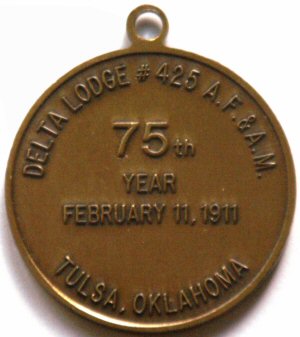 DELTA LODGE # 425 A.F.&A.M.
75th
YEAR
FEBRUARY 11, 1911
TULSA, OKLAHOMA